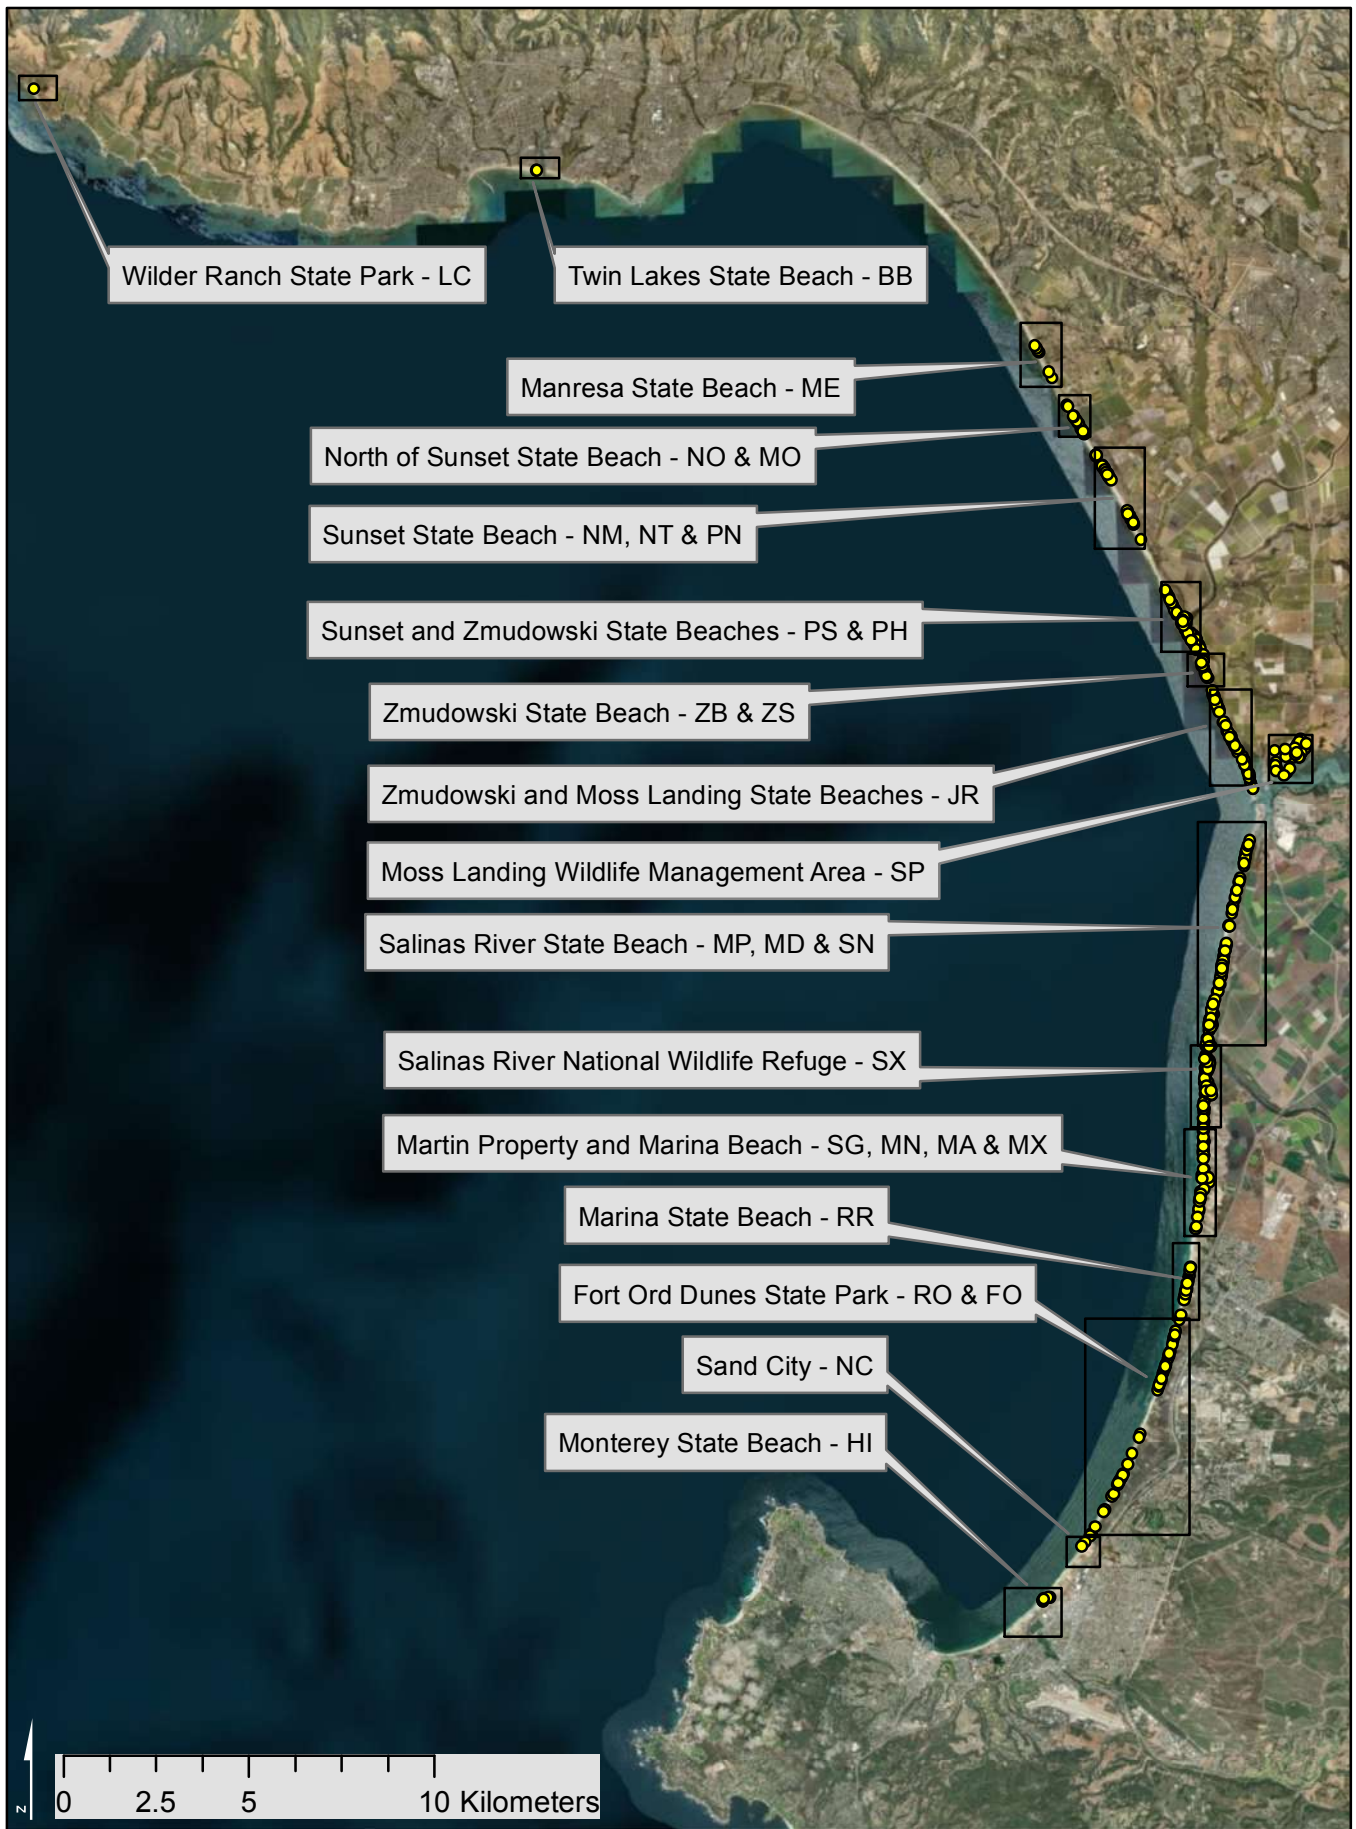 Wilder Ranch State Park - LC
Twin Lakes State Beach - BB
Manresa State Beach - ME
North of Sunset State Beach - NO & MO
Sunset State Beach - NM, NT & PN
Sunset and Zmudowski State Beaches - PS & PH
Zmudowski State Beach - ZB & ZS
Zmudowski and Moss Landing State Beaches - JR
Moss Landing Wildlife Management Area - SP
Salinas River State Beach - MP, MD & SN
Salinas River National Wildlife Refuge - SX
Martin Property and Marina Beach - SG, MN, MA & MX
Marina State Beach - RR
Fort Ord Dunes State Park - RO & FO
Sand City - NC
Monterey State Beach - HI
N
0 2.5 5 10 Kilometers